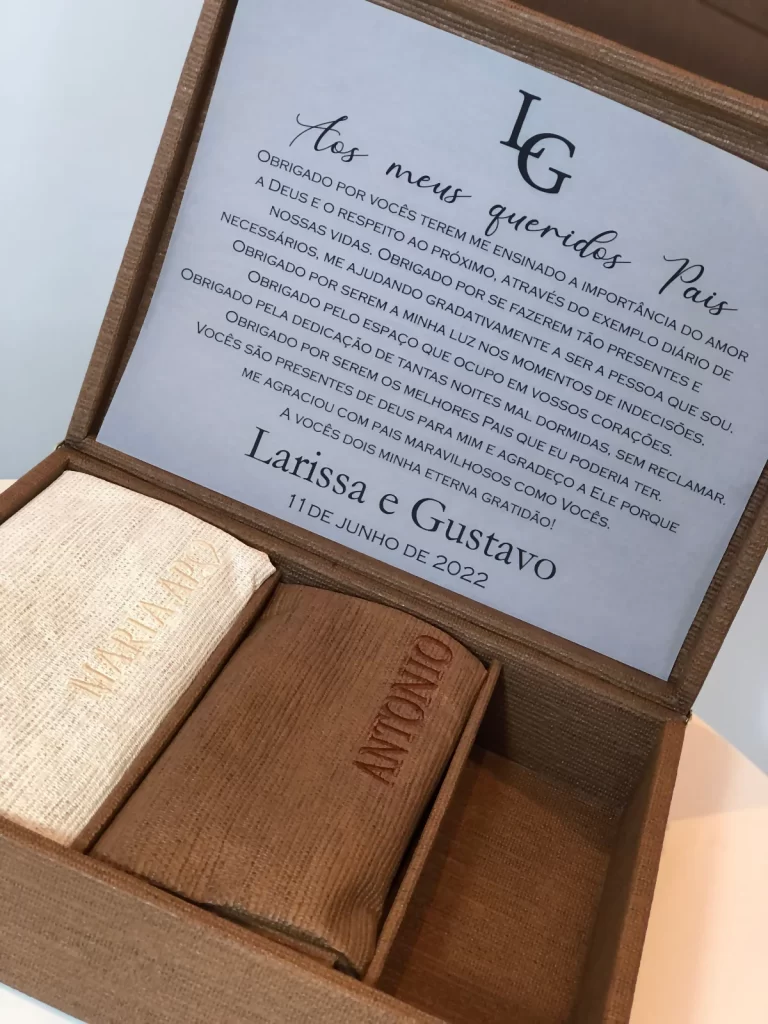 LG
Aos meus queridos Pais
OBRIGADO POR VOCÊS TEREM ME ENSINADO A IMPORTÂNCIA DO AMOR
A DEUS E O RESPEITO AO PRÓXIMO, ATRAVÉS DO EXEMPLO DIÁRIO DE
NOSSAS VIDAS. OBRIGADO POR SE FAZEREM TÃO PRESENTES E
NECESSÁRIOS, ME AJUDANDO GRADATIVAMENTE A SER A PESSOA QUE SOU.
OBRIGADO POR SEREM A MINHA LUZ NOS MOMENTOS DE INDECISÕES.
OBRIGADO PELO ESPAÇO QUE OCUPO EM VOSSOS CORAÇÕES.
OBRIGADO PELA DEDICAÇÃO DE TANTAS NOITES MAL DORMIDAS, SEM RECLAMAR.
OBRIGADO POR SEREM OS MELHORES PAIS QUE EU PODERIA TER.
VOCÊS SÃO PRESENTES DE DEUS PARA MIM E AGRADEÇO A ELE PORQUE
ME AGRACIOU COM PAIS MARAVILHOSOS COMO VOCÊS.
A VOCÊS DOIS MINHA ETERNA GRATIDÃO!
Larissa e Gustavo
11 DE JUNHO DE 2022
MARIA
ANTONIO